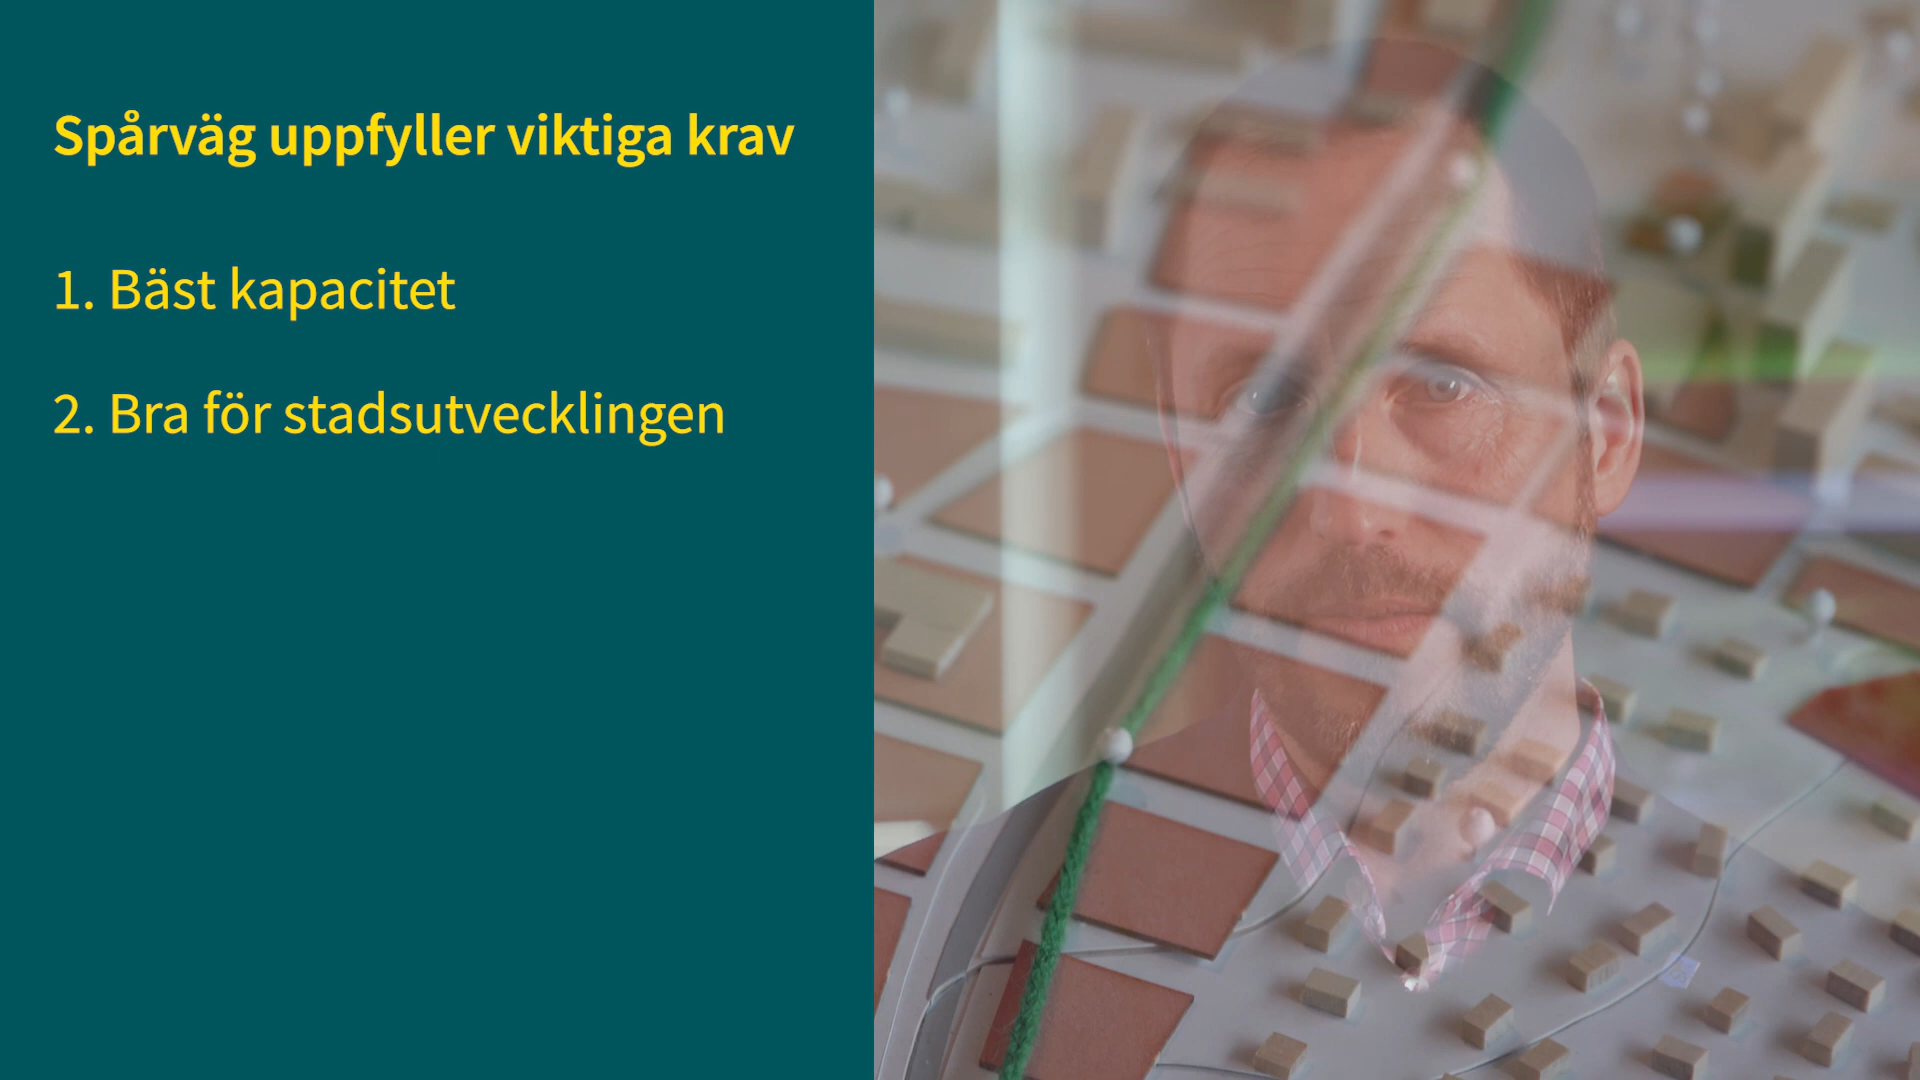 Spårväg uppfyller viktiga krav
1. Bäst kapacitet
2. Bra för stadsutvecklingen